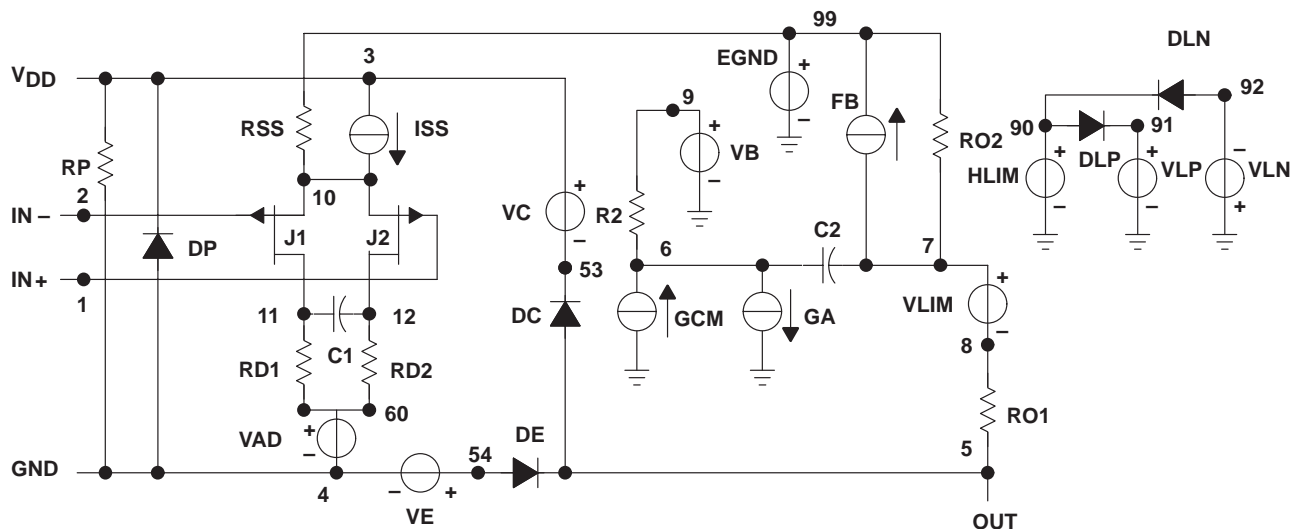 99
DLN
3
EGND
+
VDD
92
FB
9
+
–
RSS
ISS
90
91
RO2
VB
–
DLP
+
+
–
RP
HLIM
VLP
VLN
10
2
+
–
–
+
IN –
VC
R2
C2
J1
J2
–
6
7
DP
IN+
53
+
1
GCM
GA
VLIM
–
11
12
DC
8
C1
RD1
RD2
RO1
60
+
VAD
–
DE
5
54
GND
4
–
+
VE
OUT